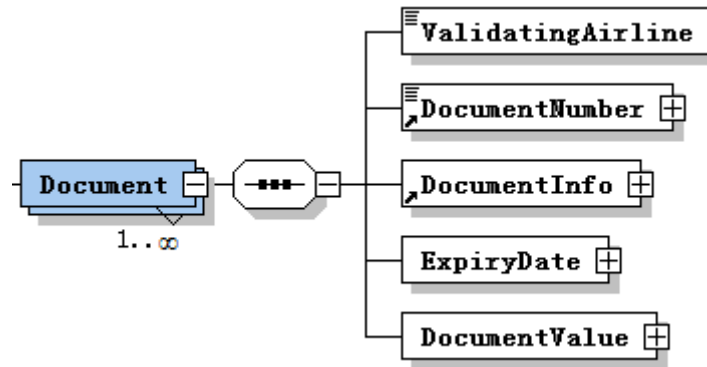 ValidatingAirline
DocumentNumber
Document
DocumentInfo
1..∞
ExpiryDate
DocumentValue